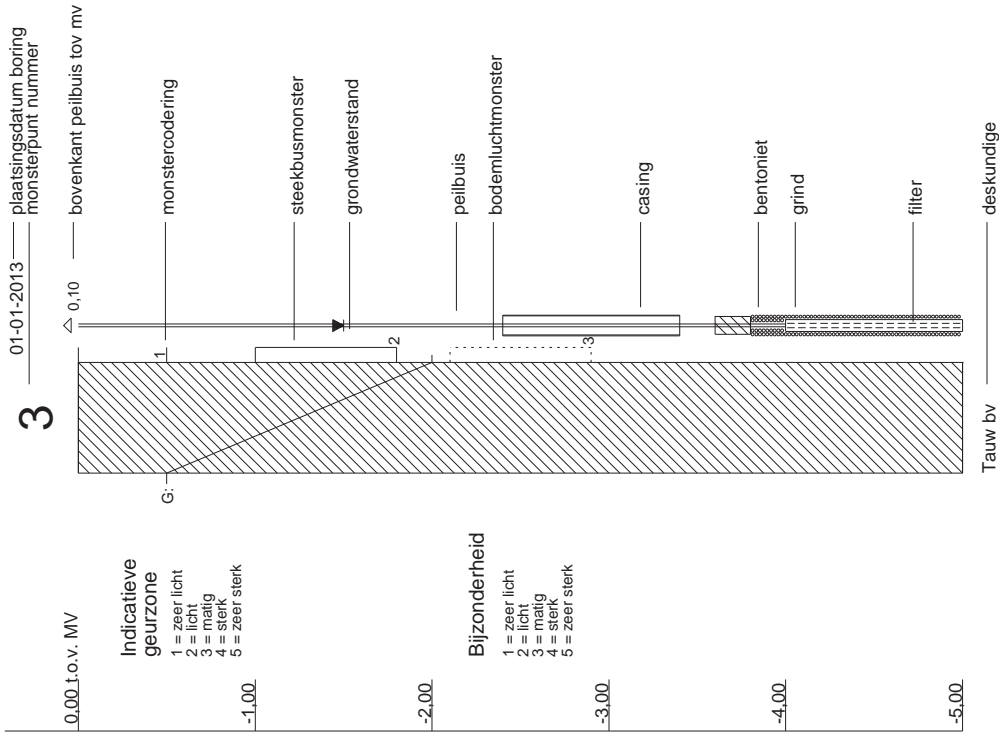 3
01-01-2013
plaatsingsdatum boring
monsterpunt nummer
0,10
bovenkant peilbuis tov mv
0,00 t.o.v. MV
-1,00
-2,00
-3,00
-4,00
-5,00
Indicatieve
geurzone
1 = zeer licht
2 = licht
3 = matig
4 = sterk
5 = zeer sterk
Bijzonderheid
1 = zeer licht
2 = licht
3 = matig
4 = sterk
5 = zeer sterk
G:
1
2
3
monstercodering
steekbusmonster
grondwaterstand
peilbuis
bodemluchtmonster
casing
bentoniet
grind
filter
Tauw bv
deskundige